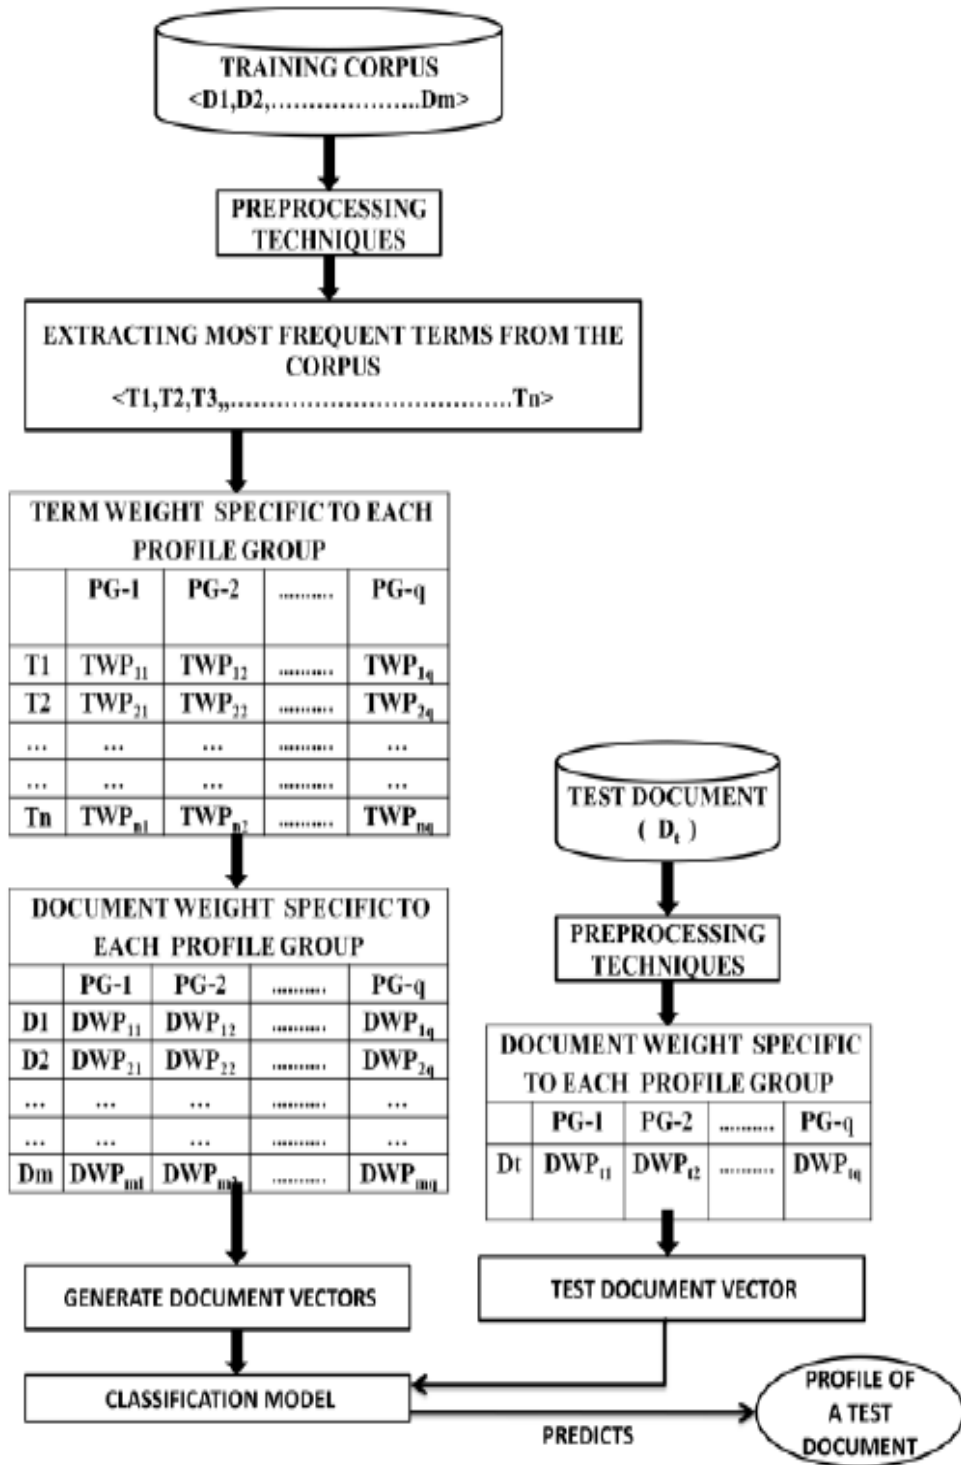 TRAINING CORPUS
<D1,D2,......................Dm>
PREPROCESSING
TECHNIQUES
EXTRACTING MOST FREQUENT TERMS FROM THE
CORPUS
<T1,T2,T3,,..........................................Tn>
TERM WEIGHT SPECIFIC TO EACH
PROFILE GROUP
PG-1 PG-2 .......... PG-q
T1 TWP11 TWP12 .......... TWP1q
T2 TWP21 TWP22 .......... TWP2q
... ... ... .......... ...
... ... ... .......... ...
Tn TWPn1 TWPn2 .......... TWPnq
DOCUMENT WEIGHT SPECIFIC TO
EACH PROFILE GROUP
PG-1 PG-2 .......... PG-q
D1 DWP11 DWP12 .......... DWP1q
D2 DWP21 DWP22 .......... DWP2q
... ... ... .......... ...
... ... ... .......... ...
Dm DWPm1 DWPm2 .......... DWPmq
GENERATE DOCUMENT VECTORS
CLASSIFICATION MODEL
TEST DOCUMENT
( Dt )
PREPROCESSING
TECHNIQUES
DOCUMENT WEIGHT SPECIFIC
TO EACH PROFILE GROUP
PG-1 PG-2 .......... PG-q
Dt DWPt1 DWPt2 .......... DWPtq
TEST DOCUMENT VECTOR
PREDICTS
PROFILE OF
A TEST
DOCUMENT